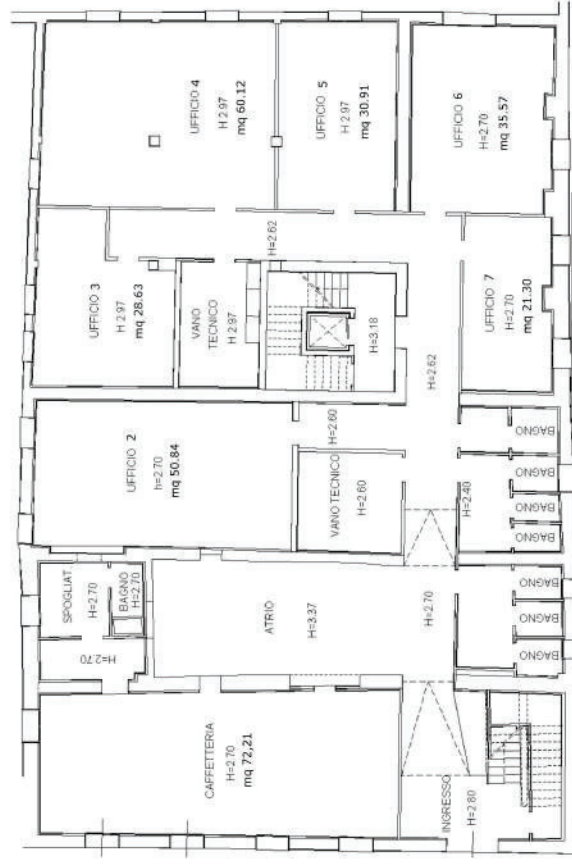 UFFICIO 4
H 2.97
mq 60.12
UFFICIO 5
H 2.97
mq 30.91
UFFICIO 6
H=2.70
mq 35.57
UFFICIO 3
H 2.97
mq 28.63
VANO
TECNICO
H 2.97
H=2.62
H=3.18
UFFICIO 7
H=2.70
mq 21.30
H=2.62
UFFICIO 2
h=2.70
mq 50.84
H=2.60
VANO TECNICO
H=2.60
H=2.40
BAGNO
BAGNO
BAGNO
BAGNO
SPOGLIAT.
H=2.70
BAGNO
H=2.70
H=2.70
ATRIO
H=3.37
H=2.70
BAGNO
BAGNO
BAGNO
CAFFETTERIA
H=2.70
mq 72,21
INGRESSO
H=2.80